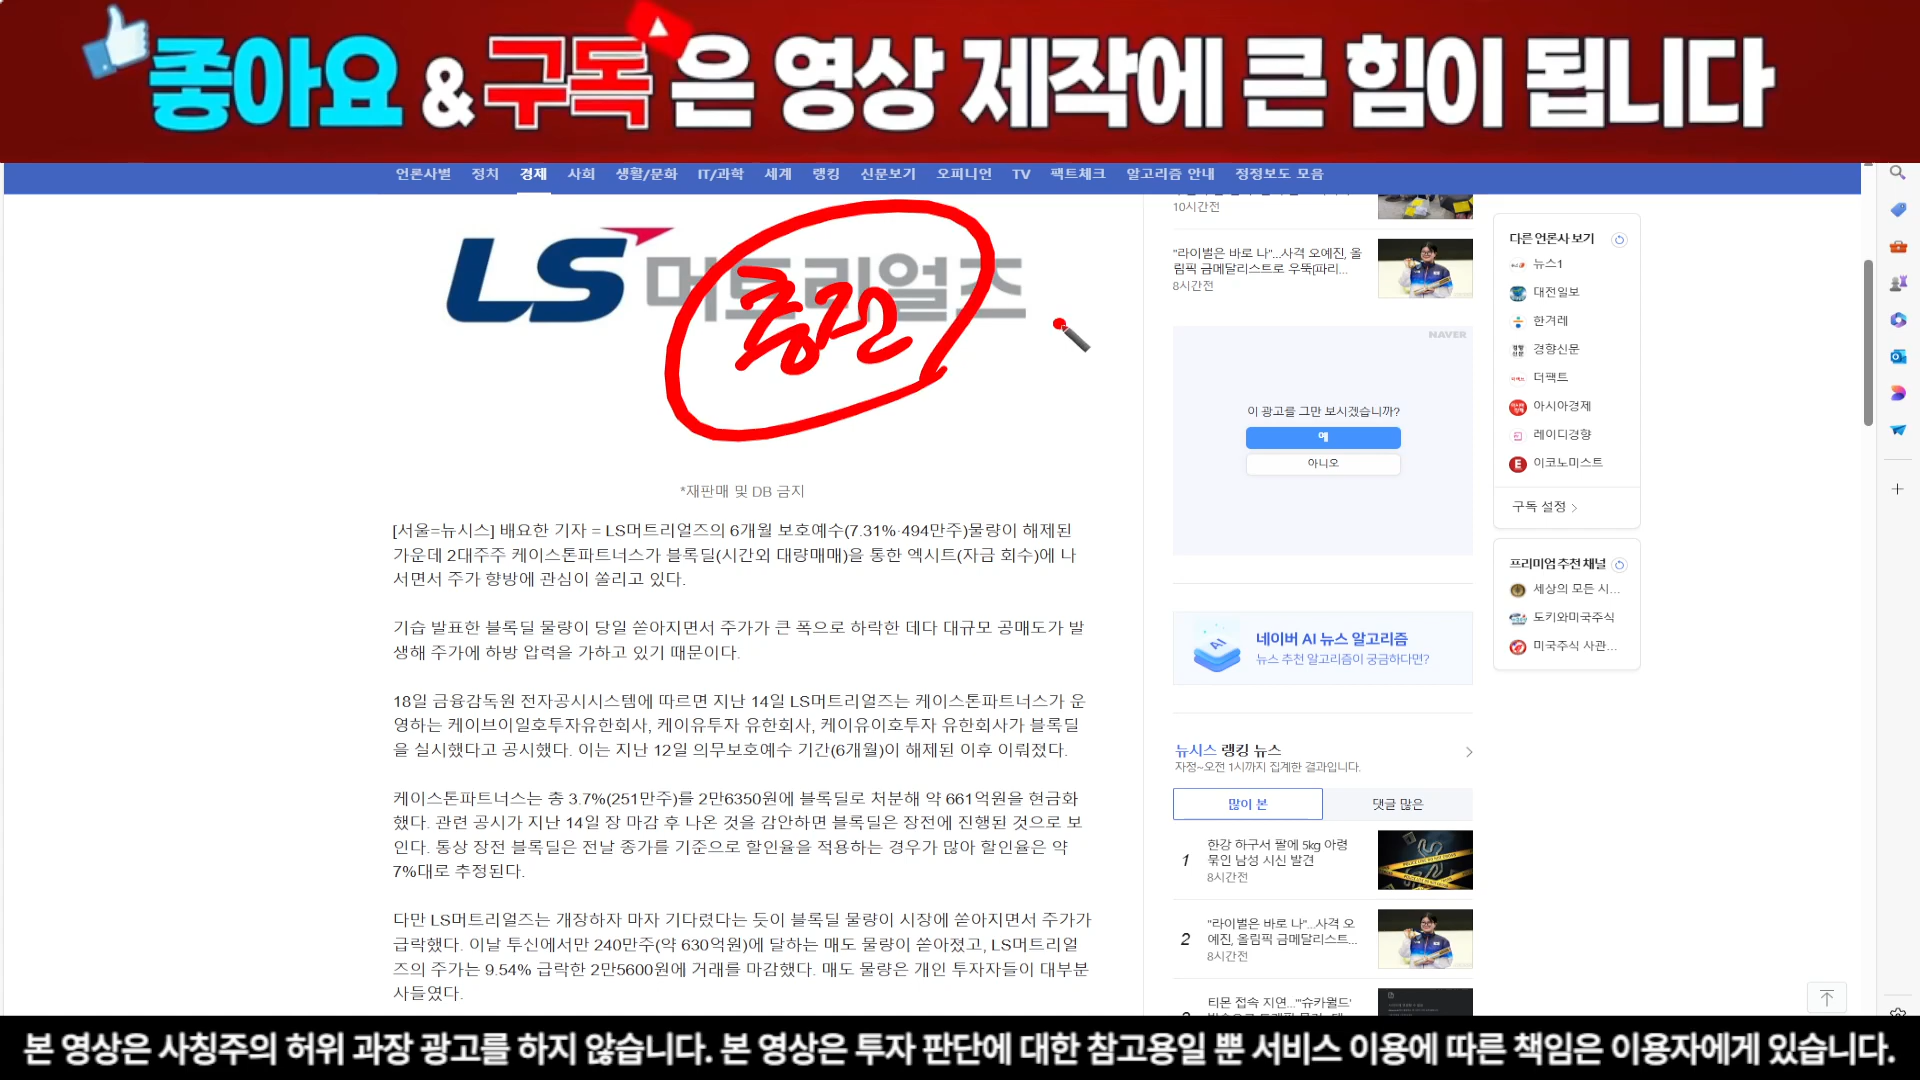 좋아요 & 구독은 영상 제작에 큰 힘이 됩니다
언론사별 정치 경제 사회 생활/문화 IT/과학 세계 랭킹 신문보기 오피니언 TV 팩트체크 알고리즘 안내 정정보도 모음
LS 머트리얼즈
*재판매 및 DB 금지
[서울=뉴시스] 배요한 기자 = LS머트리얼즈의 6개월 보호예수(7.31%·494만주)물량이 해제된
가운데 2대주주 케이스톤파트너스가 블록딜(시간외 대량매매)을 통한 엑시트(자금 회수)에 나
서면서 주가 향방에 관심이 쏠리고 있다.
기습 발표한 블록딜 물량이 당일 쏟아지면서 주가가 큰 폭으로 하락한 데다 대규모 공매도가 발
생해 주가에 하방 압력을 가하고 있기 때문이다.
18일 금융감독원 전자공시시스템에 따르면 지난 14일 LS머트리얼즈는 케이스톤파트너스가 운
영하는 케이브이일호투자유한회사, 케이유투자 유한회사, 케이유이호투자 유한회사가 블록딜
을 실시했다고 공시했다. 이는 지난 12일 의무보호예수 기간(6개월)이 해제된 이후 이뤄졌다.
케이스톤파트너스는 총 3.7%(251만주)를 2만6350원에 블록딜로 처분해 약 661억원을 현금화
했다. 관련 공시가 지난 14일 장 마감 후 나온 것을 감안하면 블록딜은 장전에 진행된 것으로 보
인다. 통상 장전 블록딜은 전날 종가를 기준으로 할인율을 적용하는 경우가 많아 할인율은 약
7%대로 추정된다.
다만 LS머트리얼즈는 개장하자 마자 기다렸다는 듯이 블록딜 물량이 시장에 쏟아지면서 주가가
급락했다. 이날 투신에서만 240만주(약 630억원)에 달하는 매도 물량이 쏟아졌고, LS머트리얼
즈의 주가는 9.54% 급락한 2만5600원에 거래를 마감했다. 매도 물량은 개인 투자자들이 대부분
사들였다.
10시간전
"라이벌은 바로 나"...사격 오예진, 올
림픽 금메달리스트로 우뚝[파리...
8시간전
NAVER
이 광고를 그만 보시겠습니까?
예
아니오
네이버 AI 뉴스 알고리즘
뉴스 추천 알고리즘이 궁금하다면?
뉴시스 랭킹 뉴스
자정~오전 1시까지 집계한 결과입니다.
많이 본
댓글 많은
1
한강 하구서 팔에 5kg 아령
묶인 남성 시신 발견
8시간전
2
"라이벌은 바로 나"...사격 오
예진, 올림픽 금메달리스트...
8시간전
티몬 접속 지연..."'슈카월드'
다른 언론사 보기
뉴스1
대전일보
한겨레
경향신문
더팩트
아시아경제
레이디경향
이코노미스트
구독 설정
프리미엄 추천 채널
세상의 모든 시...
도키와미국주식
미국주식 사관...
본 영상은 사칭주의 허위 과장 광고를 하지 않습니다. 본 영상은 투자 판단에 대한 참고용일 뿐 서비스 이용에 따른 책임은 이용자에게 있습니다.